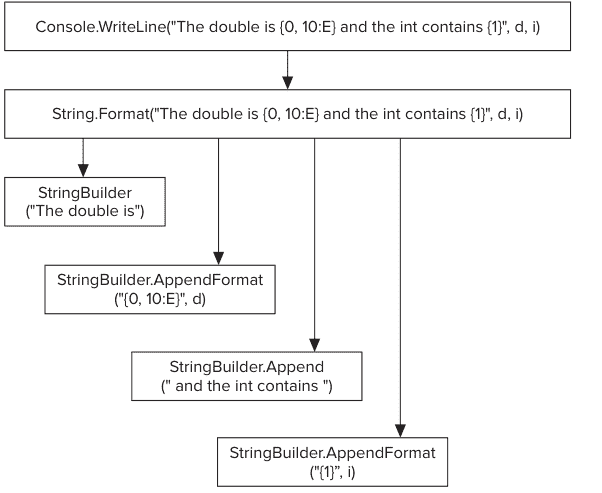 Console.WriteLine("The double is {0, 10:E} and the int contains {1}", d, i)
String.Format("The double is {0, 10:E} and the int contains {1}", d, i)
StringBuilder
("The double is")
StringBuilder.AppendFormat
("{0, 10:E}", d)
StringBuilder.Append
(" and the int contains ")
StringBuilder.AppendFormat
("{1}”, i)